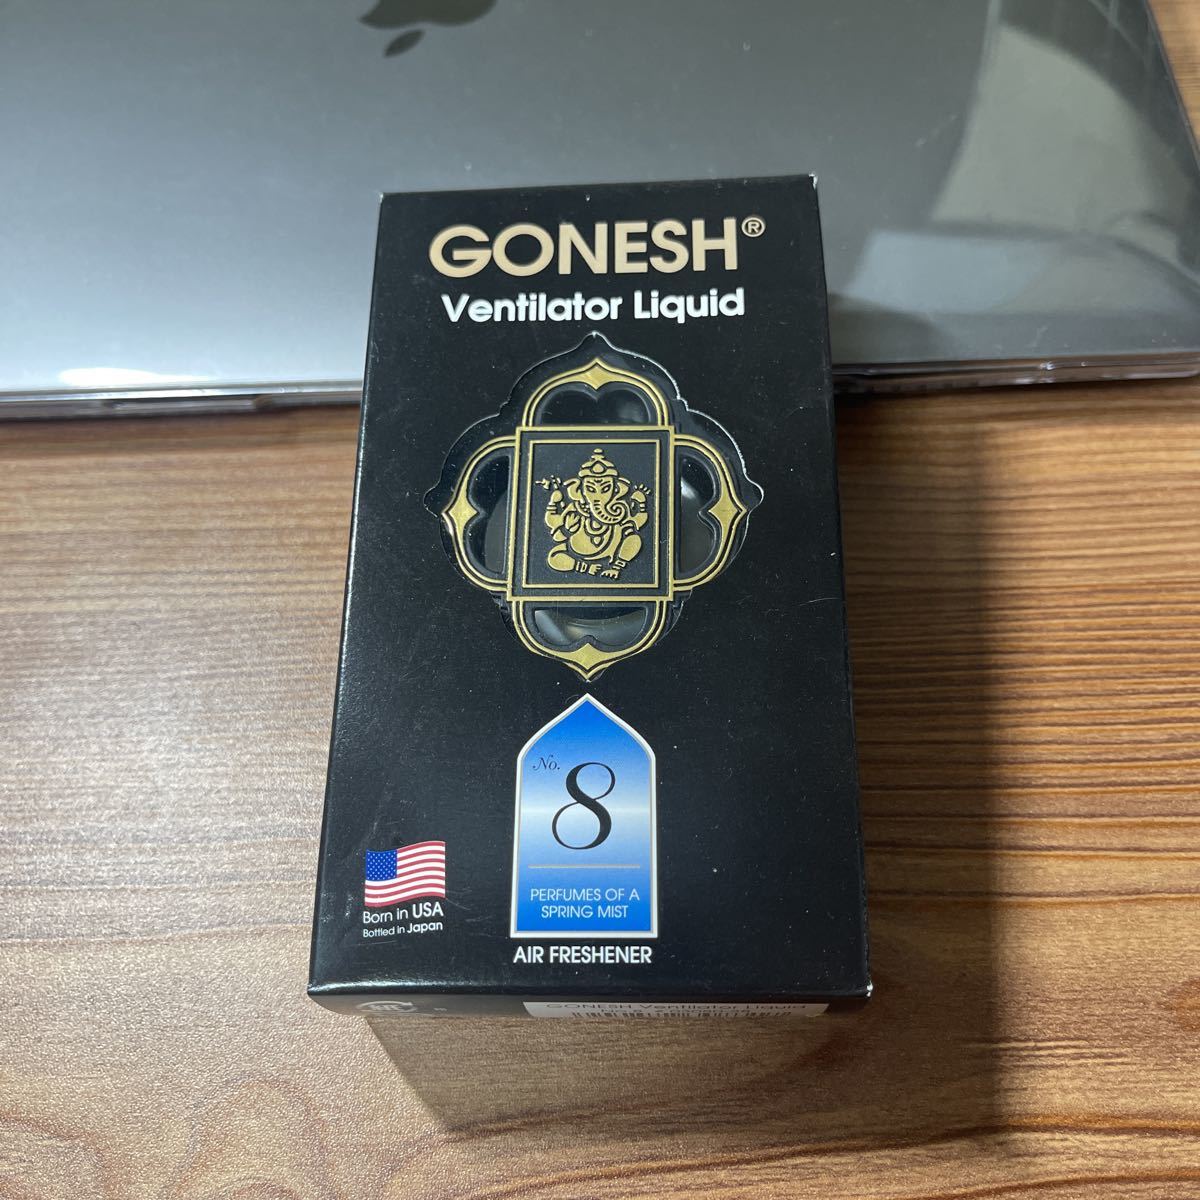 GONESH®
Ventilator Liquid
No.
8
PERFUMES OF A
SPRING MIST
Born in USA
Bottled in Japan
AIR FRESHENER
GONESH Ventilator Liquid